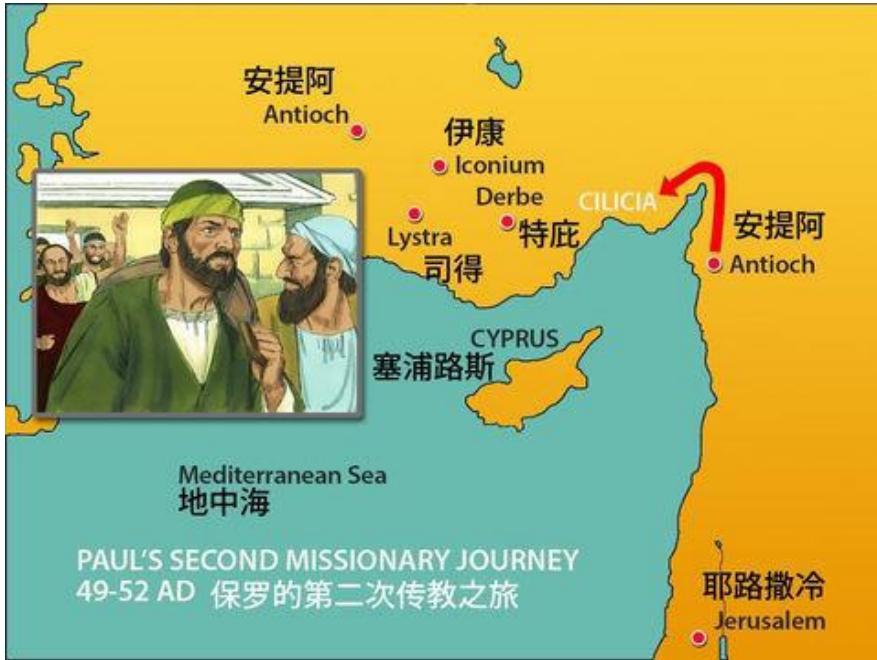 安提阿
Antioch
伊康
Iconium
Derbe
特庇
Lystra
司得
CILICIA
安提阿
Antioch
CYPRUS
塞浦路斯
Mediterranean Sea
地中海
PAUL'S SECOND MISSIONARY JOURNEY
49-52 AD 保罗的第二次传教之旅
耶路撒冷
Jerusalem